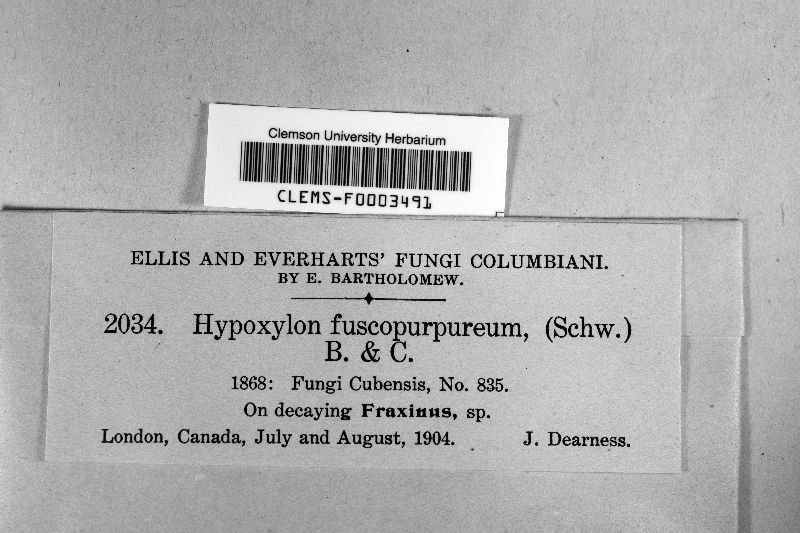 Clemson University Herbarium
CLEMS-F0003491
ELLIS AND EVERHARTS' FUNGI COLUMBIANI.
BY E. BARTHOLOMEW.
2034. Hypoxylon fuscopurpureum, (Schw.)
B. & C.
1868: Fungi Cubensis, No. 835.
On decaying Fraxinus, sp.
London, Canada, July and August, 1904. J. Dearness.